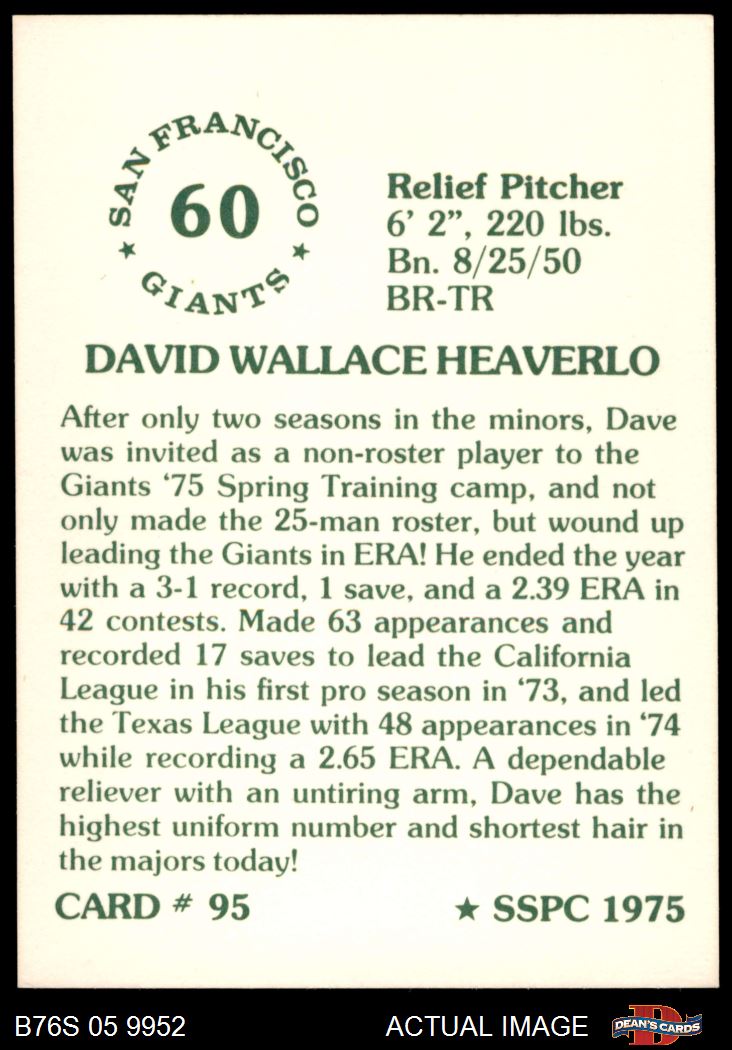 SAN FRANCISCO
60
★ GIANTS ★
Relief Pitcher
6' 2”, 220 lbs.
Bn. 8/25/50
BR-TR
DAVID WALLACE HEAVERLO
After only two seasons in the minors, Dave
was invited as a non-roster player to the
Giants ‘75 Spring Training camp, and not
only made the 25-man roster, but wound up
leading the Giants in ERA! He ended the year
with a 3-1 record, 1 save, and a 2.39 ERA in
42 contests. Made 63 appearances and
recorded 17 saves to lead the California
League in his first pro season in ‘73, and led
the Texas League with 48 appearances in ‘74
while recording a 2.65 ERA. A dependable
reliever with an untiring arm, Dave has the
highest uniform number and shortest hair in
the majors today!
CARD # 95 ★ SSPC 1975
B76S 05 9952 ACTUAL IMAGE D DEAN'S CARDS